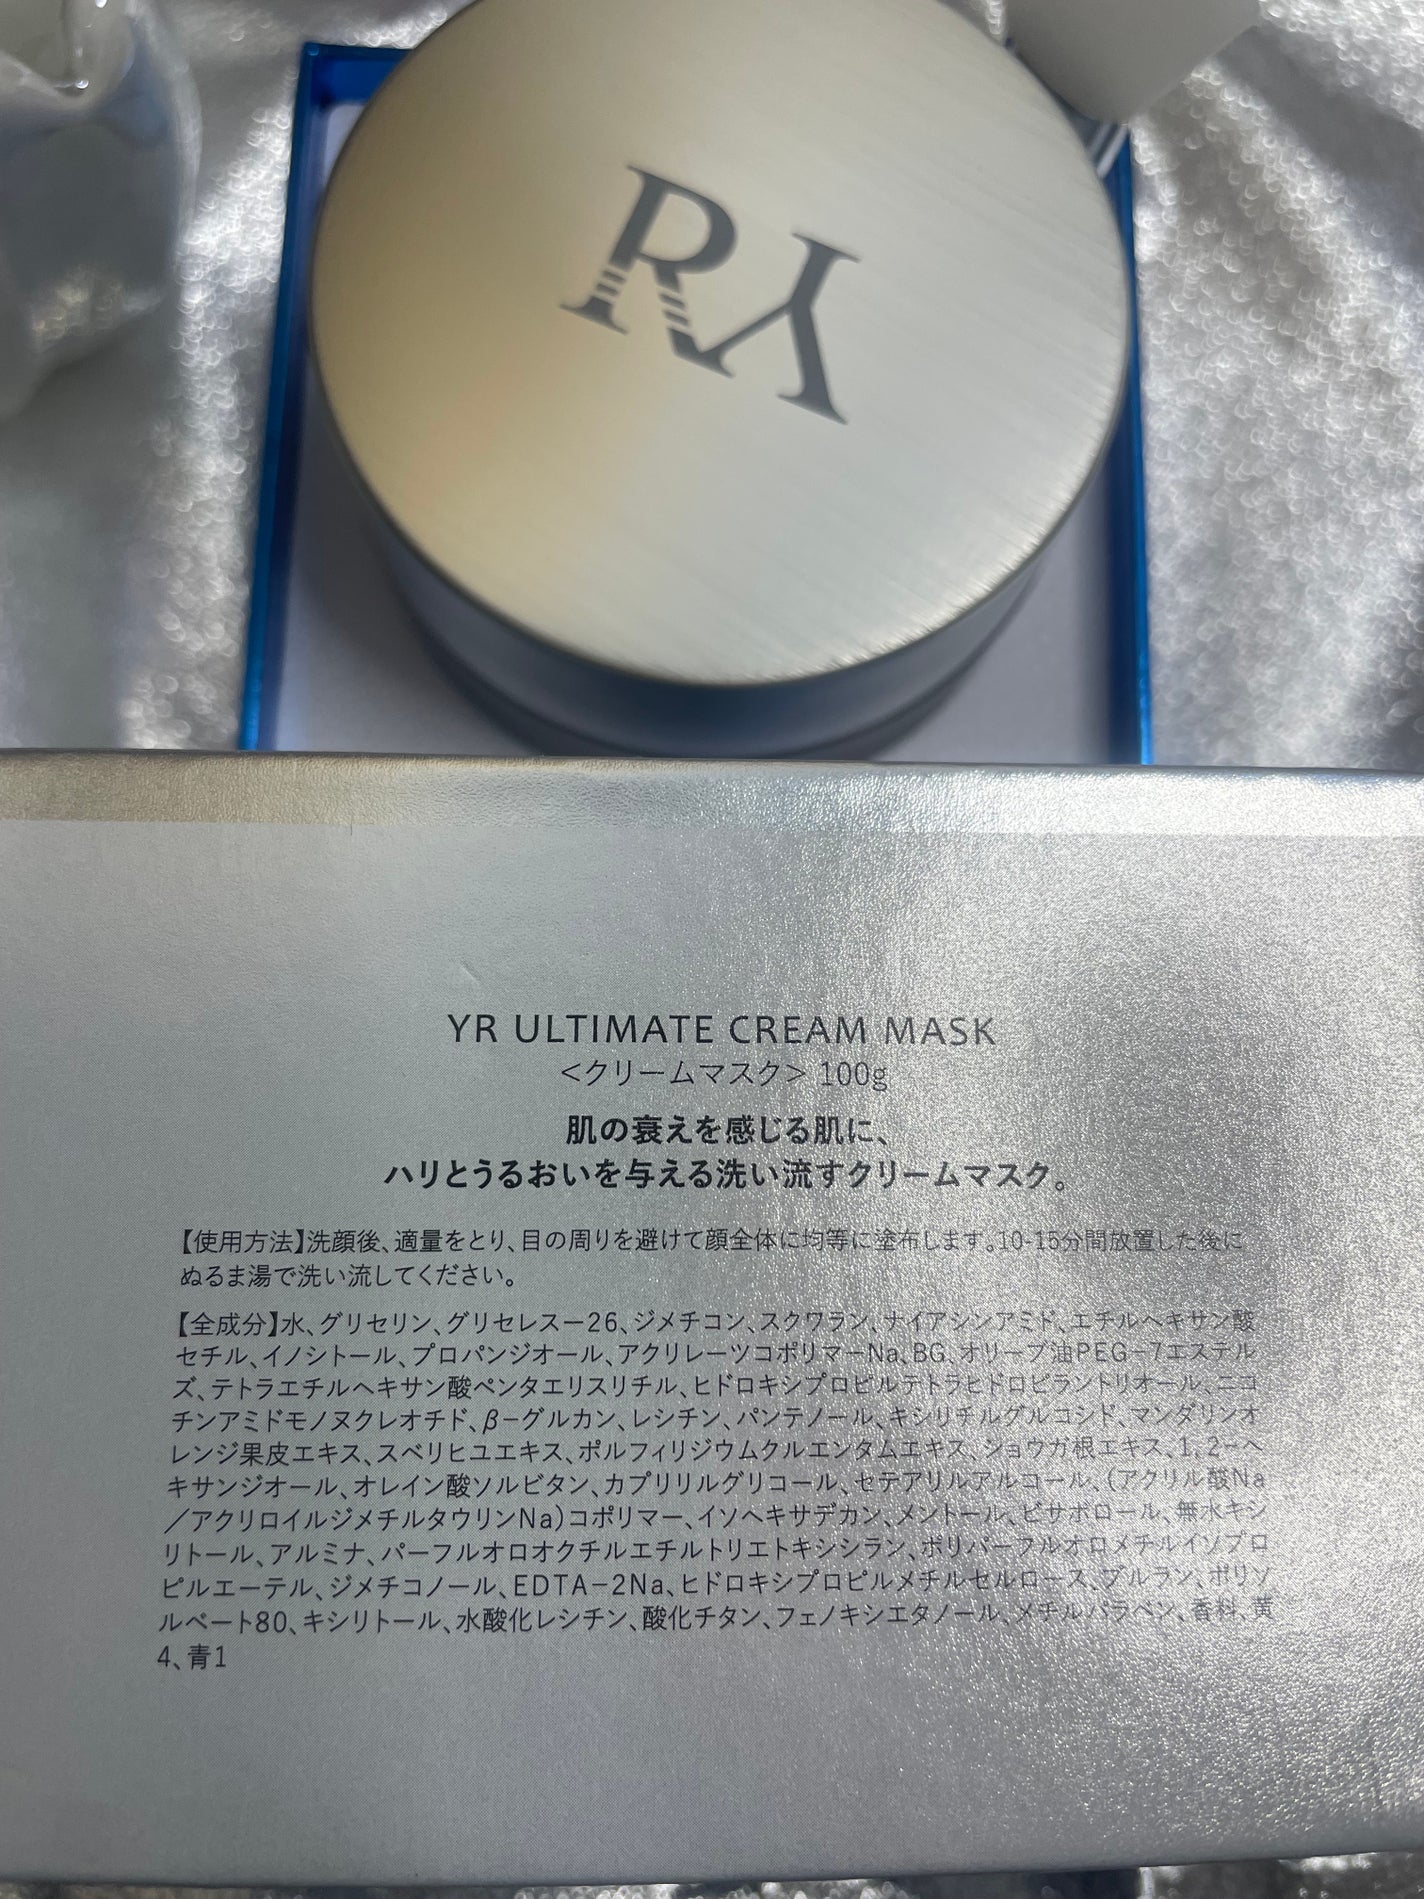 YR
YR ULTIMATE CREAM MASK
<クリームマスク> 100g
肌の衰えを感じる肌に、
ハリとうるおいを与える洗い流すクリームマスク。
【使用方法】洗顔後、適量をとり、目の周りを避けて顔全体に均等に塗布します。10-15分間放置した後に
ぬるま湯で洗い流してください。
【全成分】水、グリセリン、グリセレスー26、ジメチコン、スクワラン、ナイアシンアミド、エチルヘキサン酸
セチル、イノシトール、プロパンジオール、アクリレーツコポリマーNa、BG、オリーブ油PEG-7エステル
ズ、テトラエチルヘキサン酸ペンタエリスリチル、ヒドロキシプロピルテトラヒドロピラントリオール、ニコ
チンアミドモノヌクレオチド、β-グルカン、レシチン、パンテノール、キシリチルグルコシド、マンダリンオ
レンジ果皮エキス、スベリヒユエキス、ポルフィリジウムクルエンタムエキス、ショウガ根エキス、1,2-ヘ
キサンジオール、オレイン酸ソルビタン、カプリリルグリコール、セテアリルアルコール、(アクリル酸Na
/アクリロイルジメチルタウリンNa)コポリマー、イソヘキサデカン、メントール、ビサボロール、無水キシ
リトール、アルミナ、パーフルオロオクチルエチルトリエトキシシラン、ポリパーフルオロメチルイソプロ
ピルエーテル、ジメチコノール、EDTA-2Na、ヒドロキシプロピルメチルセルロース、プルラン、ポリソ
ルベート80、キシリトール、水酸化レシチン、酸化チタン、フェノキシエタノール、メチルパラベン、香料、黄
4、青1